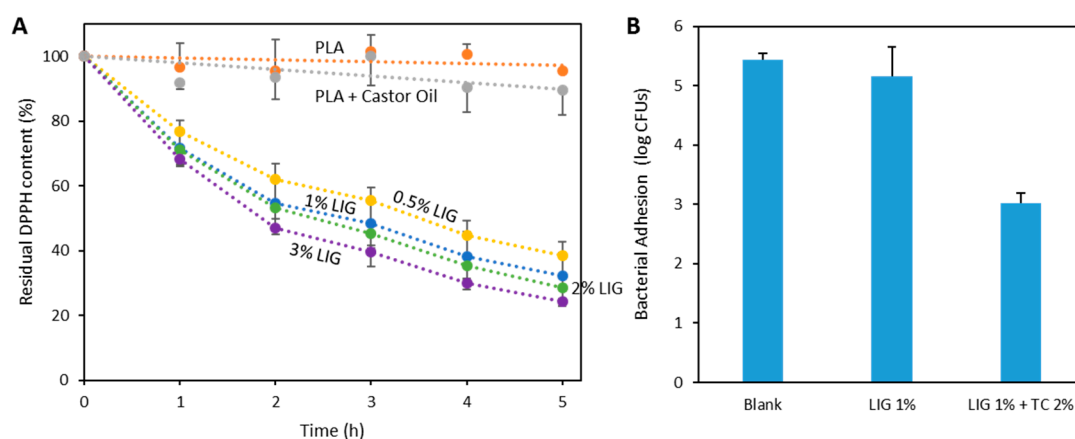 A
Residual DPPH content (%)
100
80
60
40
20
0
PLA
PLA + Castor Oil
1% LIG
0.5% LIG
3% LIG
2% LIG
0
1
2
3
4
5
Time (h)
B
Bacterial Adhesion (log CFUs)
6
5
4
3
2
1
0
Blank
LIG 1%
LIG 1% + TC 2%